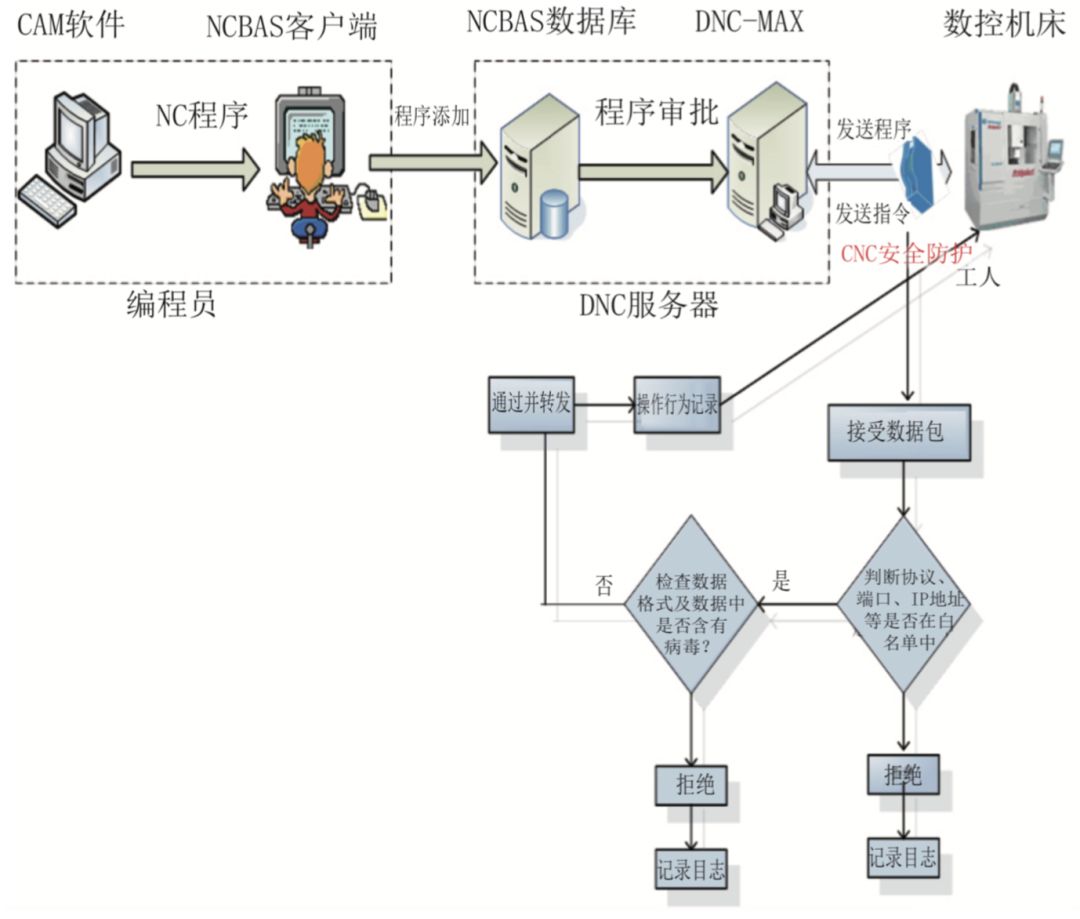 CAM软件
NCBAS客户端
NCBAS数据库
DNC-MAX
数控机床
NC程序
程序添加
程序审批
发送程序
发送指令
CNC安全防护
工人
编程员
DNC服务器
通过并转发
操作行为记录
接受数据包
否
检查数据
格式及数据中
是否含有
病毒？
是
判断协议、
端口、IP地址
等是否在白
名单中
拒绝
记录目志
拒绝
记录目志